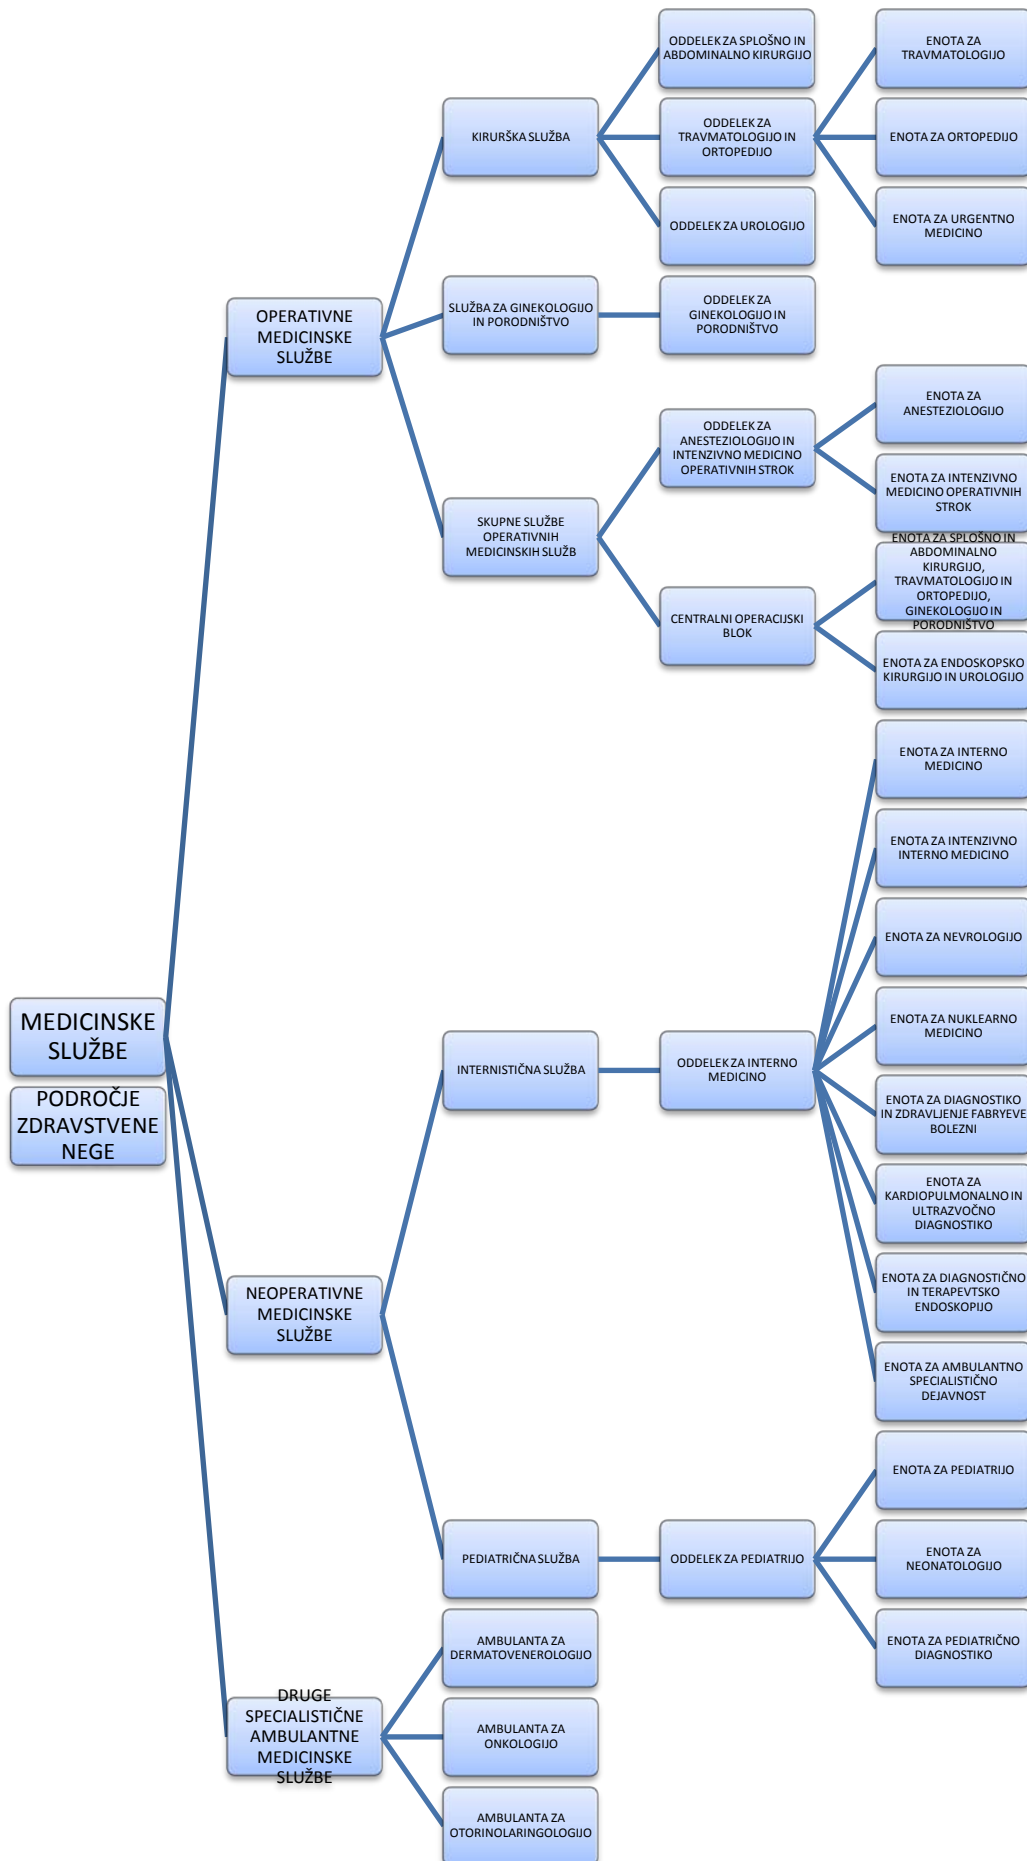 MEDICINSKE
SLUŽBE
PODROČJE
ZDRAVSTVENE
NEGE
OPERATIVNE
MEDICINSKE
SLUŽBE
KIRURŠKA SLUŽBA
ODDELEK ZA SPLOŠNO IN
ABDOMINALNO KIRURGIJO
ODDELEK ZA
TRAVMATOLOGIJO IN
ORTOPEDIJO
ENOTA ZA
TRAVMATOLOGIJO
ENOTA ZA ORTOPEDIJO
ENOTA ZA URGENTNO
MEDICINO
ODDELEK ZA UROLOGIJO
SLUŽBA ZA GINEKOLOGIJO
IN PORODNIŠTVO
ODDELEK ZA
GINEKOLOGIJO IN
PORODNIŠTVO
SKUPNE SLUŽBE
OPERATIVNIH
MEDICINSKIH SLUŽB
ODDELEK ZA
ANESTEZIOLOGIJO IN
INTENZIVNO MEDICINO
OPERATIVNIH STROK
ENOTA ZA
ANESTEZIOLOGIJO
ENOTA ZA INTENZIVNO
MEDICINO OPERATIVNIH
STROK
CENTRALNI OPERACIJSKI
BLOK
ENOTA ZA SPLOŠNO IN
ABDOMINALNO
KIRURGIJO,
TRAVMATOLOGIJO IN
ORTOPEDIJO,
GINEKOLOGIJO IN
PORODNIŠTVO
ENOTA ZA ENDOSKOPSKO
KIRURGIJO IN UROLOGIJO
NEOPERATIVNE
MEDICINSKE
SLUŽBE
INTERNISTIČNA SLUŽBA
ODDELEK ZA INTERNO
MEDICINO
ENOTA ZA INTERNO
MEDICINO
ENOTA ZA INTENZIVNO
INTERNO MEDICINO
ENOTA ZA NEVROLOGIJO
ENOTA ZA NUKLEARNO
MEDICINO
ENOTA ZA DIAGNOSTIKO
IN ZDRAVLJENJE FABRYEVE
BOLEZNI
ENOTA ZA
KARDIOPULMONALNO IN
ULTRAZVOČNO
DIAGNOSTIKO
ENOTA ZA DIAGNOSTIČNO
IN TERAPEVTSKO
ENDOSKOPIJO
ENOTA ZA AMBULANTNO
SPECIALISTIČNO
DEJAVNOST
PEDIATRIČNA SLUŽBA
ODDELEK ZA PEDIATRIJO
ENOTA ZA PEDIATRIJO
ENOTA ZA
NEONATOLOGIJO
ENOTA ZA PEDIATRIČNO
DIAGNOSTIKO
DRUGE
SPECIALISTIČNE
AMBULANTNE
MEDICINSKE
SLUŽBE
AMBULANTA ZA
DERMATOVENEROLOGIJO
AMBULANTA ZA
ONKOLOGIJO
AMBULANTA ZA
OTORINOLARINGOLOGIJO